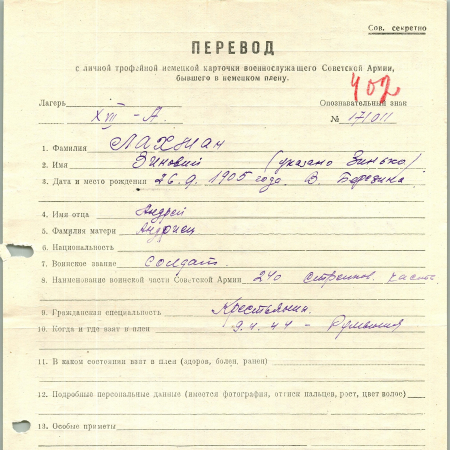 Сов. секретно
ПЕРЕВОД
с личной трофейной немецкой карточки военнослужащего Советской Армии,
бывшего в немецком плену.
402
Лагерь Опознавательный знак
XIII - А. № 171011
1. Фамилия Лахман
2. Имя Зиновий (указано Зинько)
3. Дата и место рождения 26.9.1905 года. В. Березина
4. Имя отца Андрей
5. Фамилия матери
6. Национальность
7. Воинское звание солдат
8. Наименование воинской части Советской Армии 240 стрелков. часть
9. Гражданская специальность Крестьянин.
10. Когда и где взят в плен 9.4.44 - Румыния
11. В каком состоянии взят в плен (здоров, болен, ранен)
12. Подробные персональные данные (имеется фотография, оттиск пальцев, рост, цвет волос)
13. Особые приметы